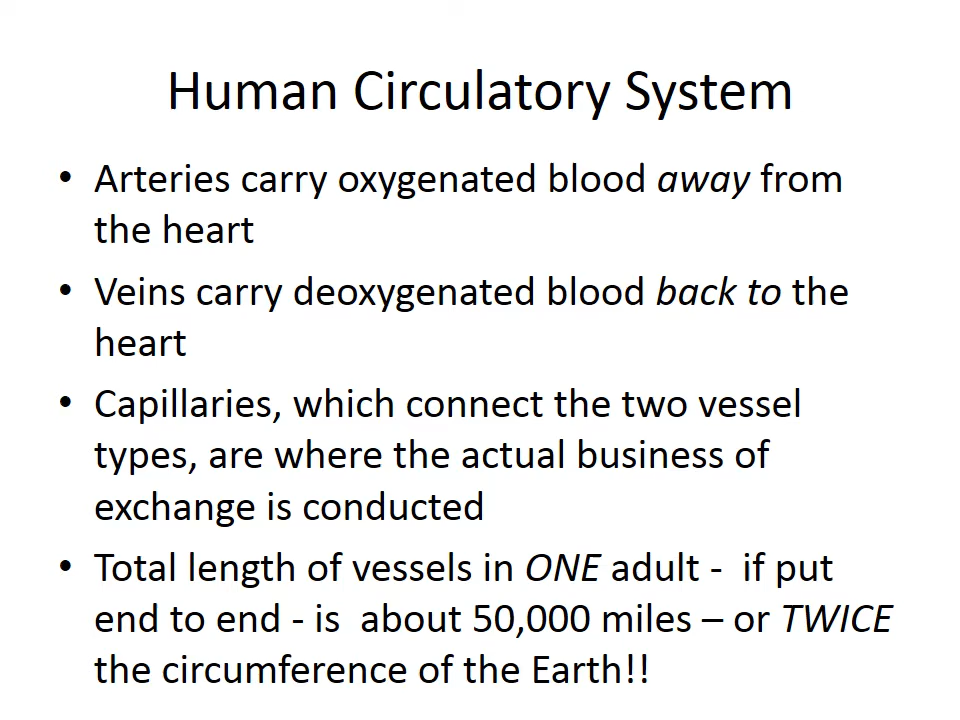 Human Circulatory System
• Arteries carry oxygenated blood away from
the heart
• Veins carry deoxygenated blood back to the
heart
• Capillaries, which connect the two vessel
types, are where the actual business of
exchange is conducted
• Total length of vessels in ONE adult -  if put
end to end - is  about 50,000 miles – or TWICE
the circumference of the Earth!!